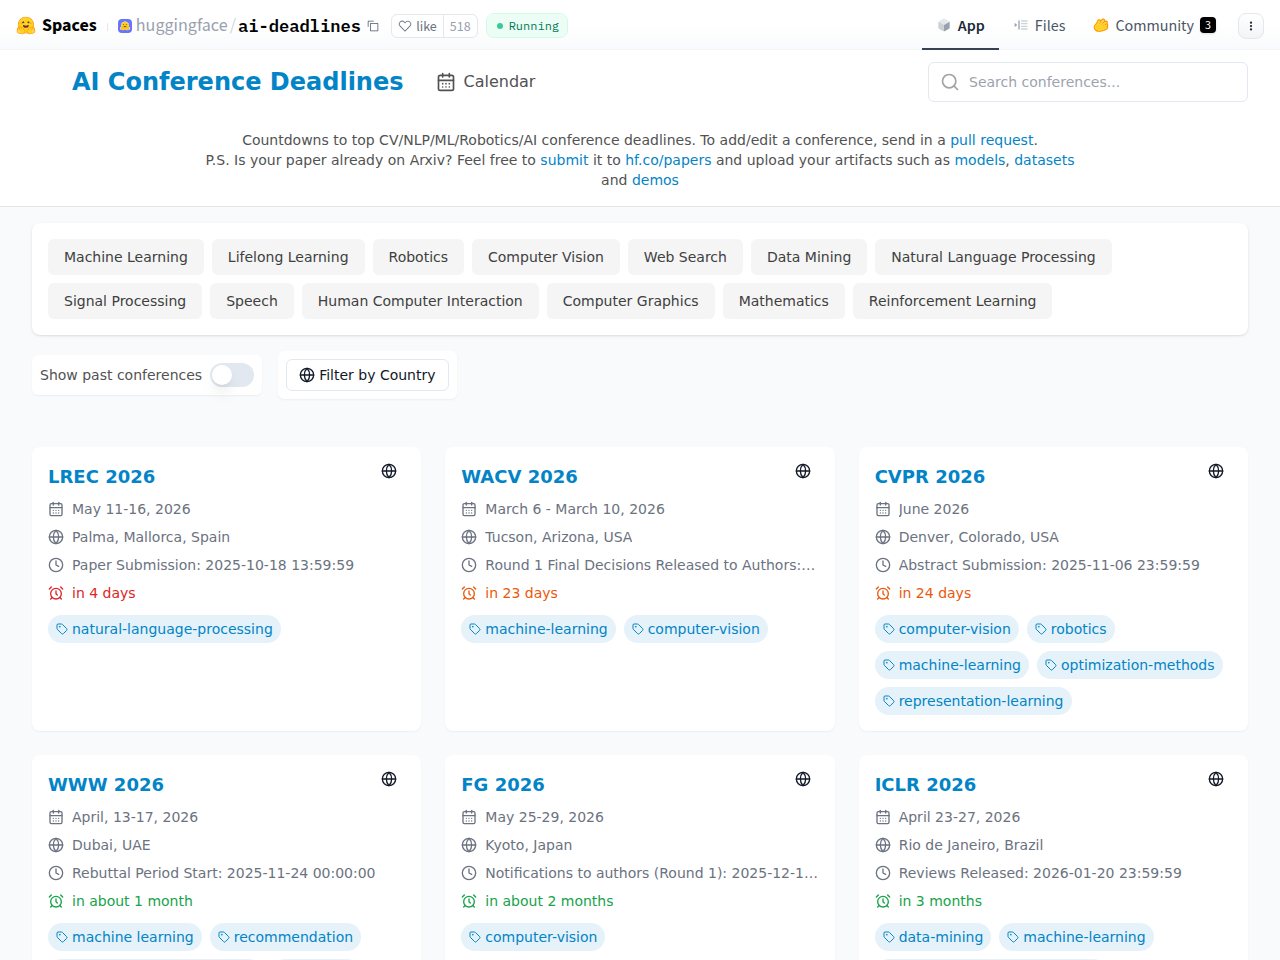 Spaces huggingface/ai-deadlines like 518 Running App Files Community 3
AI Conference Deadlines Calendar Search conferences...
Countdowns to top CV/NLP/ML/Robotics/AI conference deadlines. To add/edit a conference, send in a pull request.
P.S. Is your paper already on Arxiv? Feel free to submit it to hf.co/papers and upload your artifacts such as models, datasets
and demos
Machine Learning Lifelong Learning Robotics Computer Vision Web Search Data Mining Natural Language Processing
Signal Processing Speech Human Computer Interaction Computer Graphics Mathematics Reinforcement Learning
Show past conferences Filter by Country
LREC 2026
May 11-16, 2026
Palma, Mallorca, Spain
Paper Submission: 2025-10-18 13:59:59
in 4 days
natural-language-processing
WACV 2026
March 6 - March 10, 2026
Tucson, Arizona, USA
Round 1 Final Decisions Released to Authors:...
in 23 days
machine-learning computer-vision
CVPR 2026
June 2026
Denver, Colorado, USA
Abstract Submission: 2025-11-06 23:59:59
in 24 days
computer-vision robotics
machine-learning optimization-methods
representation-learning
WWW 2026
April, 13-17, 2026
Dubai, UAE
Rebuttal Period Start: 2025-11-24 00:00:00
in about 1 month
machine learning recommendation
FG 2026
May 25-29, 2026
Kyoto, Japan
Notifications to authors (Round 1): 2025-12-1...
in about 2 months
computer-vision
ICLR 2026
April 23-27, 2026
Rio de Janeiro, Brazil
Reviews Released: 2026-01-20 23:59:59
in 3 months
data-mining machine-learning